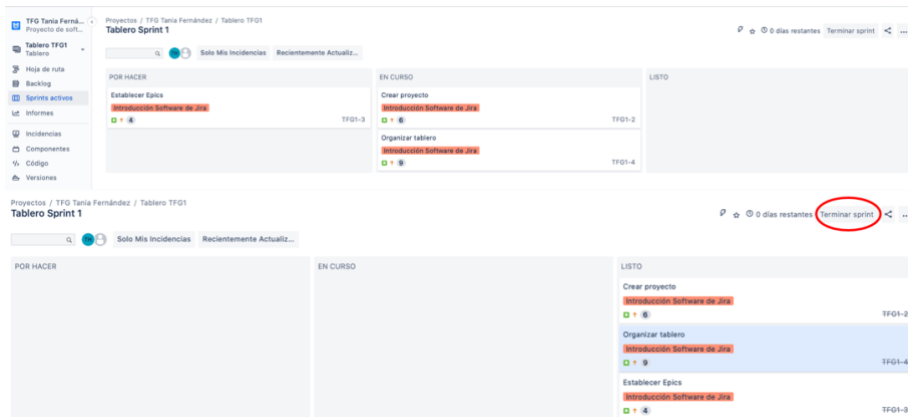 TFG Tania Ferná...
Proyecto de soft...
Tablero TFG1
Tablero
Hoja de ruta
Backlog
Sprints activos
Informes
Incidencias
Componentes
Código
Versiones
Proyectos / TFG Tania Fernández / Tablero TFG1
Tablero Sprint 1
0 días restantes Terminar sprint ...
TH Solo Mis Incidencias Recientemente Actualiz...
POR HACER
Establecer Epics
Introducción Software de Jira
4 TFG1-3
EN CURSO
Crear proyecto
Introducción Software de Jira
6 TFG1-2
Organizar tablero
Introducción Software de Jira
9 TFG1-4
LISTO
Proyectos / TFG Tania Fernández / Tablero TFG1
Tablero Sprint 1
0 días restantes Terminar sprint ...
TH Solo Mis Incidencias Recientemente Actualiz...
POR HACER
EN CURSO
LISTO
Crear proyecto
Introducción Software de Jira
6 TFG1-2
Organizar tablero
Introducción Software de Jira
9 TFG1-4
Establecer Epics
Introducción Software de Jira
4 TFG1-3